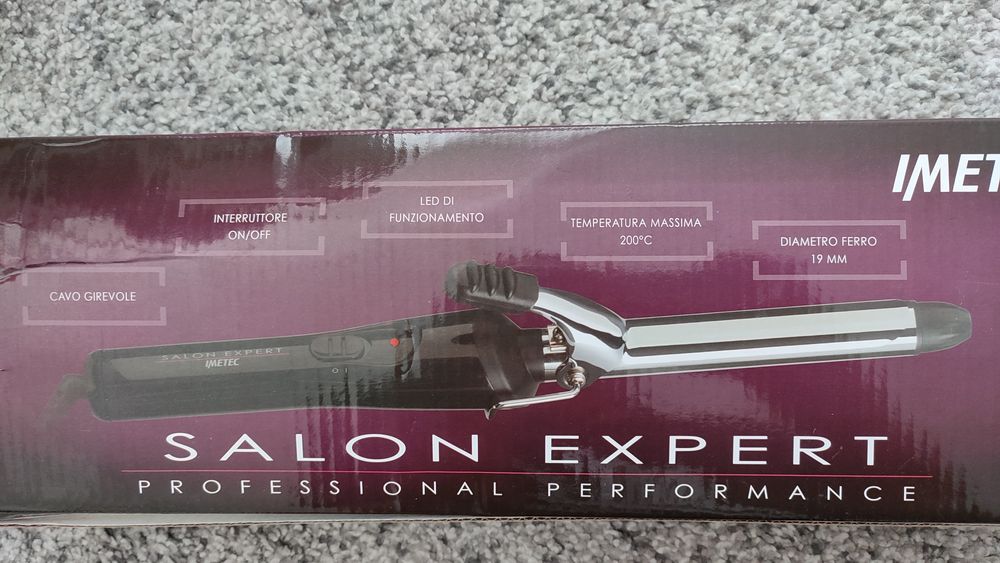 IMET
LED DI
FUNZIONAMENTO
INTERRUTTORE
ON/OFF
TEMPERATURA MASSIMA
200°C
DIAMETRO FERRO
19 MM
CAVO GIREVOLE
SALON EXPERT
IMETEC
0 I
SALON EXPERT
PROFESSIONAL PERFORMANCE